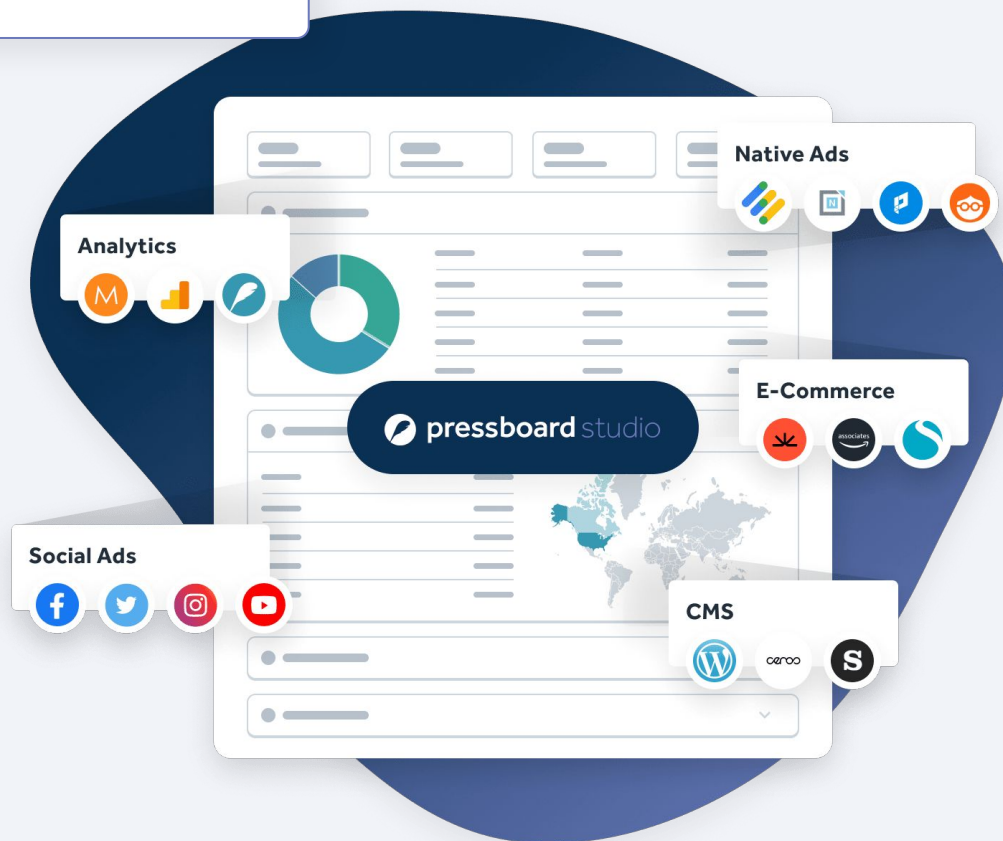 Native Ads
N
Analytics
M
E-Commerce
associates
pressboard studio
Social Ads
f
CMS
W
ceros
S